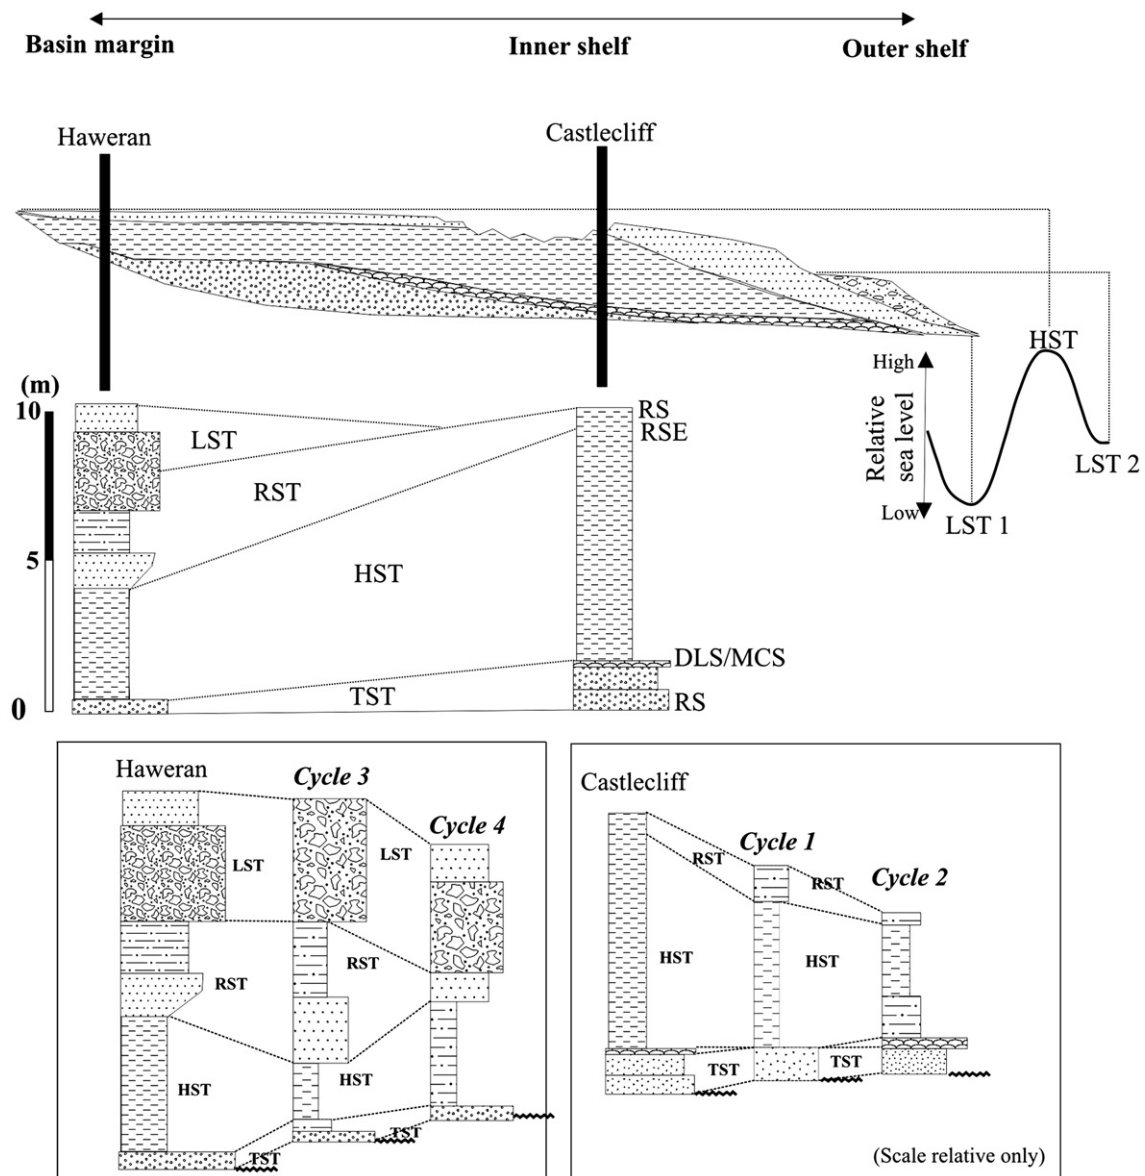 Basin margin
Inner shelf
Outer shelf
Haweran
Castlecliff
(m)
10
5
0
LST
RST
HST
TST
RS
RSE
DLS/MCS
RS
High
Relative
sea level
Low
HST
LST 1
LST 2
Haweran
Cycle 3
Cycle 4
LST
LST
RST
RST
HST
HST
TST
TST
Castlecliff
Cycle 1
Cycle 2
RST
RST
HST
HST
TST
TST
(Scale relative only)